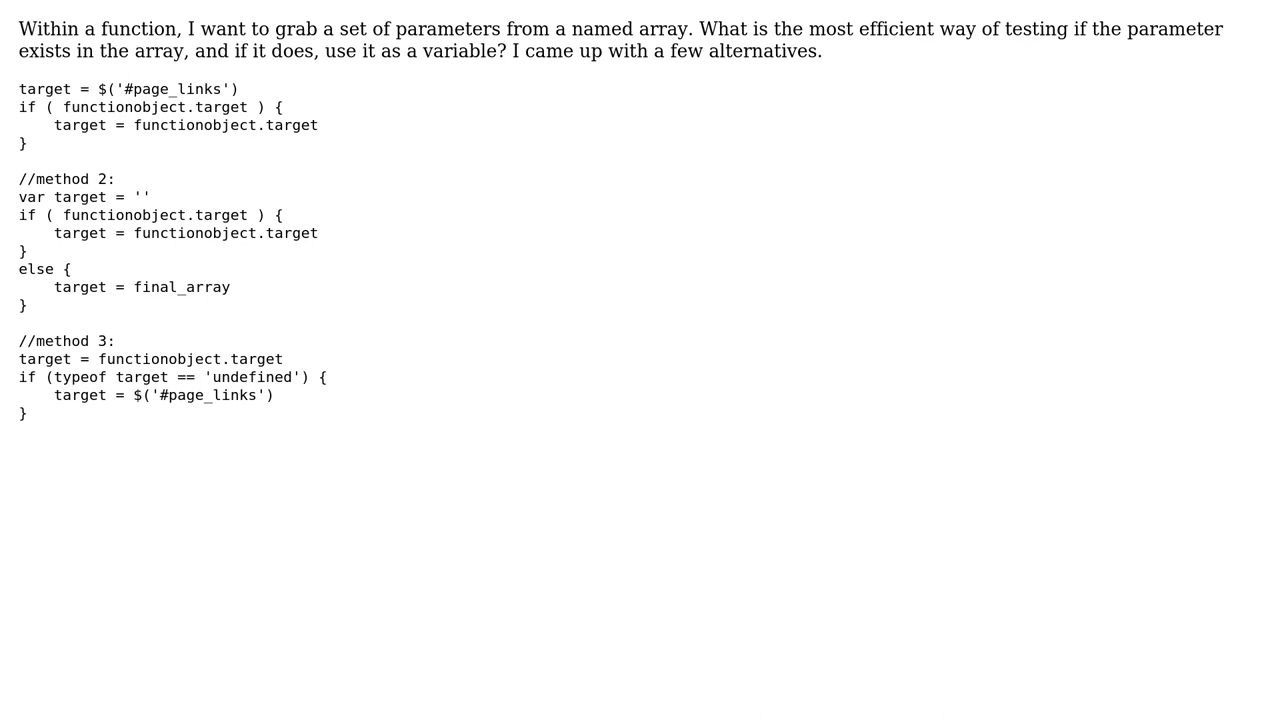 Within a function, I want to grab a set of parameters from a named array. What is the most efficient way of testing if the parameter
exists in the array, and if it does, use it as a variable? I came up with a few alternatives.
target = $('#page_links')
if ( functionobject.target ) {
    target = functionobject.target
}
//method 2:
var target = ''
if ( functionobject.target ) {
    target = functionobject.target
}
else {
    target = final_array
}
//method 3:
target = functionobject.target
if (typeof target == 'undefined') {
    target = $('#page_links')
}